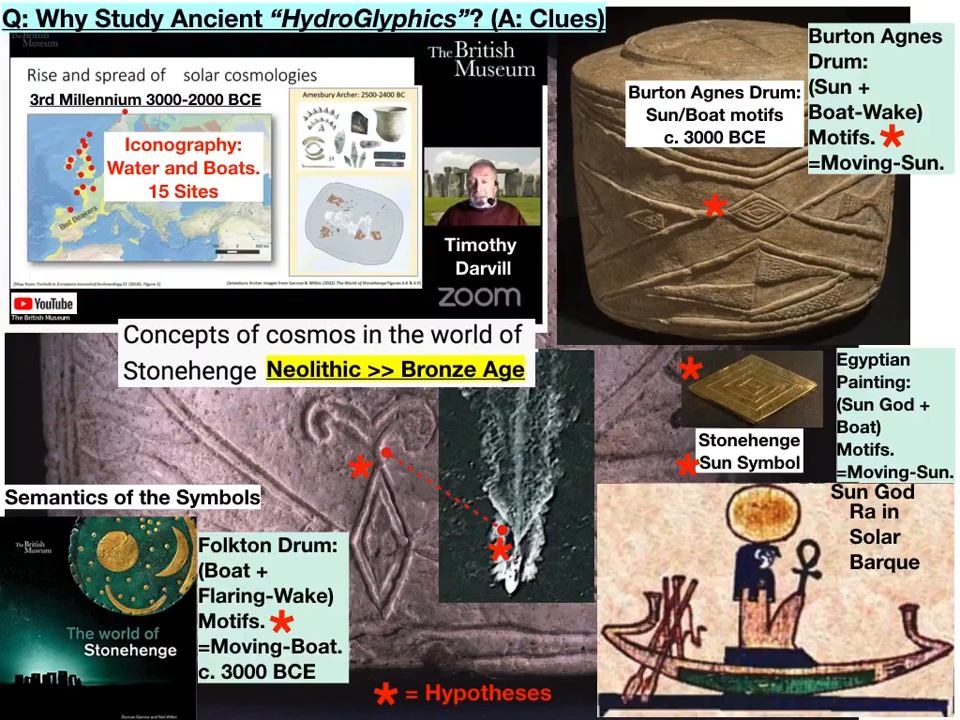 Q: Why Study Ancient “HydroGlyphics”? (A: Clues)
The British
Museum
Rise and spread of solar cosmologies
3rd Millennium 3000-2000 BCE
Iconography:
Water and Boats.
15 Sites
Bell Beakers
Amesbury Archer: 2500-2400 BC
The British
Museum
Timothy
Darvill
zoom
YouTube
The British Museum
Concepts of cosmos in the world of
Stonehenge Neolithic >> Bronze Age
Burton Agnes Drum:
Sun/Boat motifs
c. 3000 BCE
*
Burton Agnes
Drum:
(Sun +
Boat-Wake)
Motifs. *
=Moving-Sun.
*
Stonehenge
* Sun Symbol
Egyptian
Painting:
(Sun God +
Boat)
Motifs.
=Moving-Sun.
Sun God
Ra in
Solar
Barque
*
*
Semantics of the Symbols
The British
Museum
The world of
Stonehenge
Duncan Garrow and Neil Wilkin
Folkton Drum:
(Boat +
Flaring-Wake)
Motifs. *
=Moving-Boat.
c. 3000 BCE
* = Hypotheses